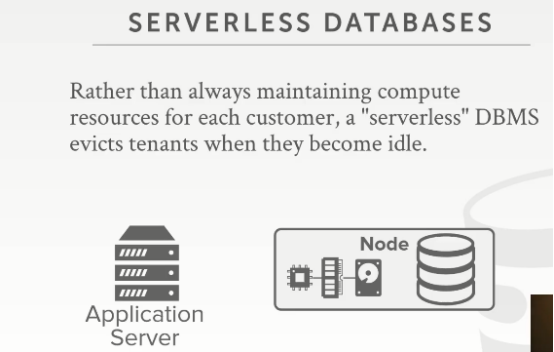 SERVERLESS DATABASES
Rather than always maintaining compute
resources for each customer, a "serverless" DBMS
evicts tenants when they become idle.
Node
Application
Server